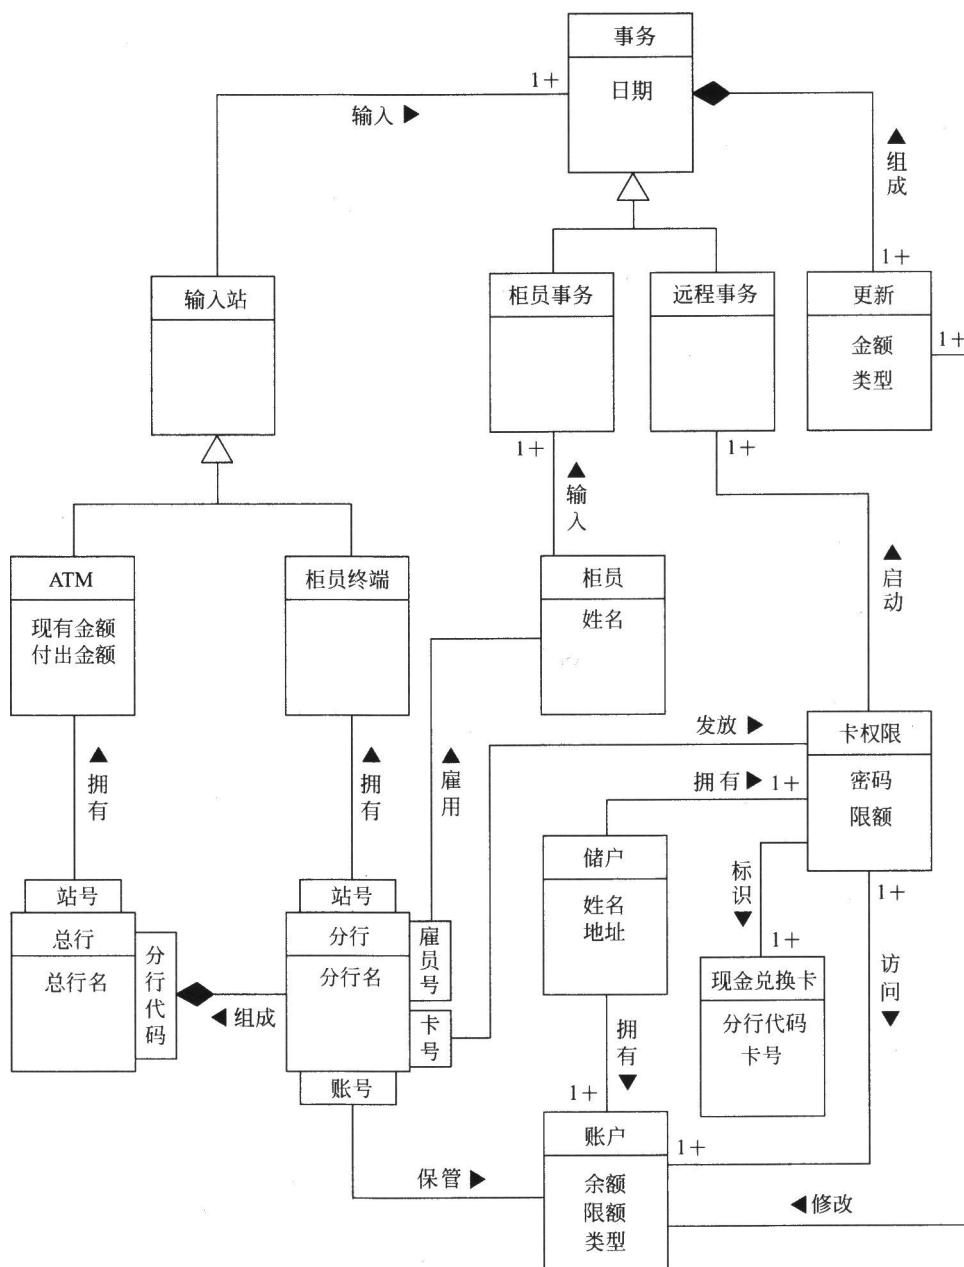 事务
日期
1+
输入 ▶
▲
组
成
1+
输入站
柜员事务
远程事务
更新
金额
类型
1+
1+
1+
▲
输
入
ATM
现有金额
付出金额
柜员终端
柜员
姓名
▲
启
动
▲
拥
有
▲
拥
有
▲
雇
用
发放 ▶
卡权限
密码
限额
拥有 ▶
1+
储户
姓名
地址
标
识
▼
1+
1+
访
问
▼
现金兑换卡
分行代码
卡号
站号
总行
总行名
分
行
代
码
◀ 组成
站号
分行
分行名
雇
员
号
卡
号
账号
拥
有
▼
1+
账户
余额
限额
类型
1+
保管 ▶
◀ 修改